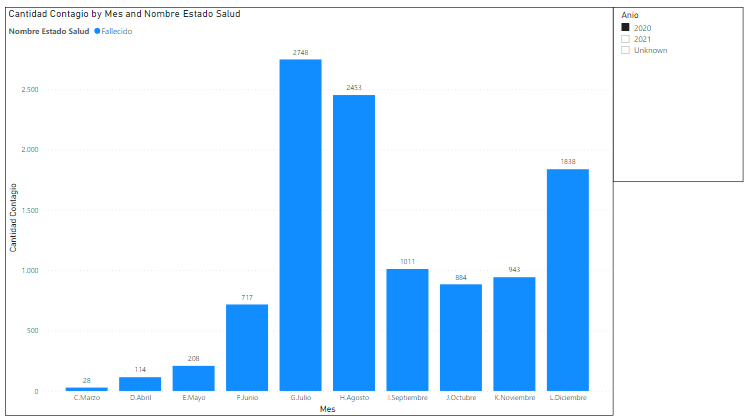 Cantidad Contagio by Mes and Nombre Estado Salud
Nombre Estado Salud Fallecido
Anio
2020
2021
Unknown
Cantidad Contagio
2.500
2.000
1.500
1.000
500
0
28
114
208
717
2748
2453
1011
884
943
1838
C.Marzo D.Abril E.Mayo F.Junio G.Julio H.Agosto I.Septiembre J.Octubre K.Noviembre L.Diciembre
Mes